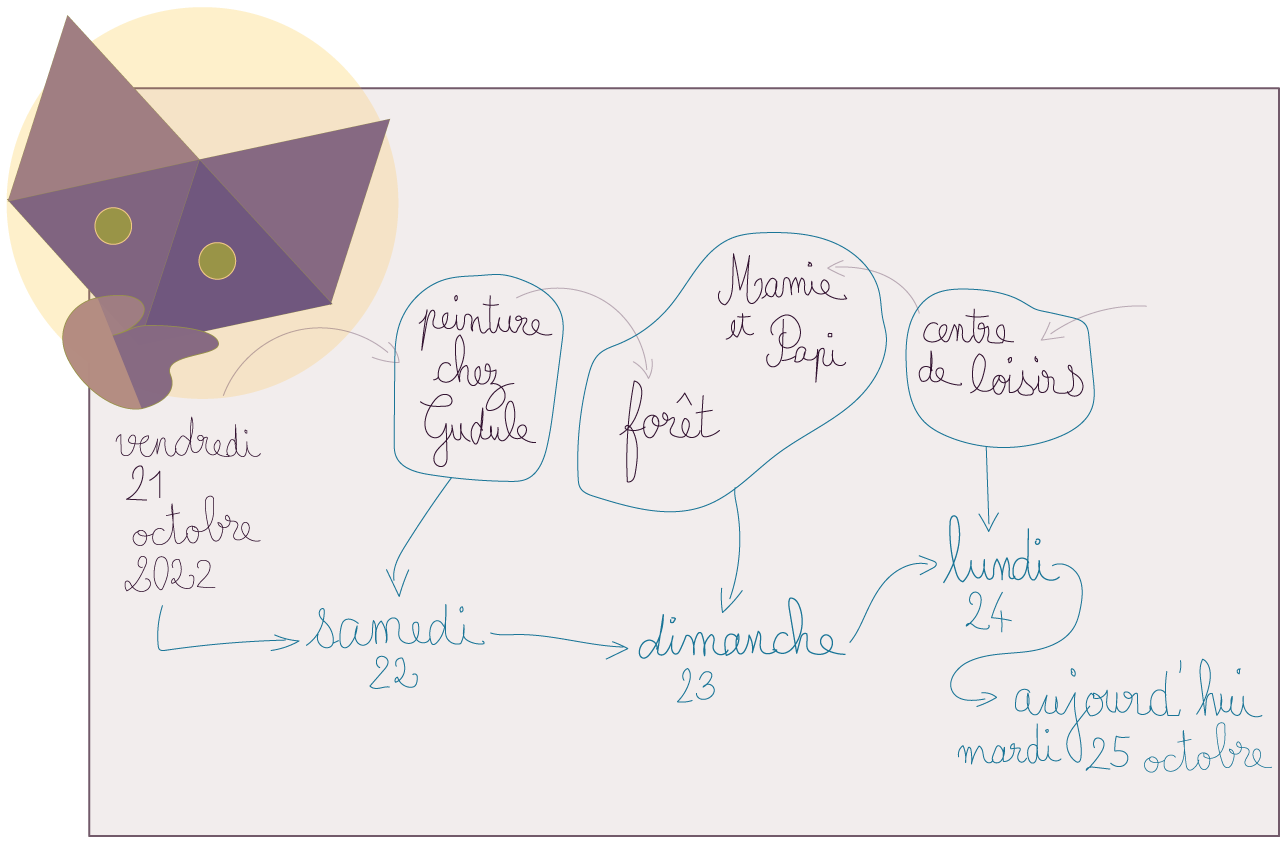 vendredi
21
octobre
2022
peinture
chez
Gudule
forêt
Mamie
et
Papi
centre
de loisirs
samedi
22
dimanche
23
lundi
24
aujourd'hui
mardi 25 octobre